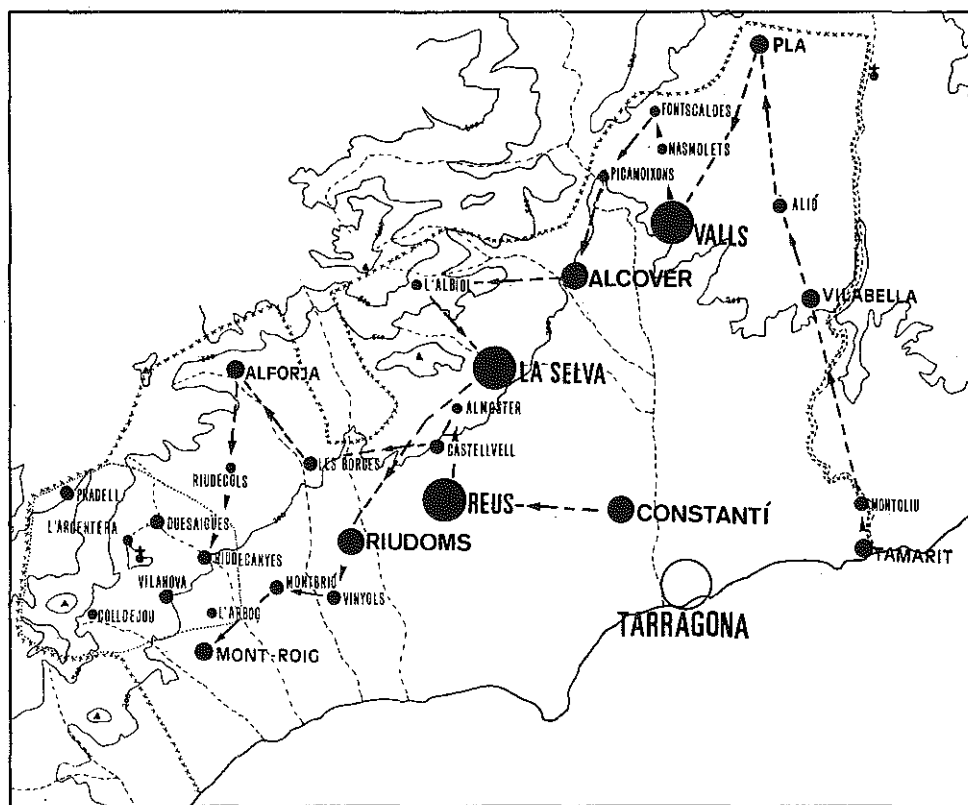 PLA
FONTSCALDES
NASMOLETS
PICAMOIXONS
ALIÓ
VALLS
ALCOVER
L'ALBIOL
VILABELLA
LA SELVA
ALFORJA
ALMOSTER
CASTELLVELL
LES BORGES
RIUDECOLS
PRADELL
REUS
MONTOLIU
L'ARGENTERA
CONSTANTÍ
DUESAIGÜES
RIUDOMS
TAMARIT
RIUDECANYES
VILANOVA
MONTBRIÓ
VINYOLS
COLLDEJOU
L'ARBOÇ
TARRAGONA
MONT-ROIG